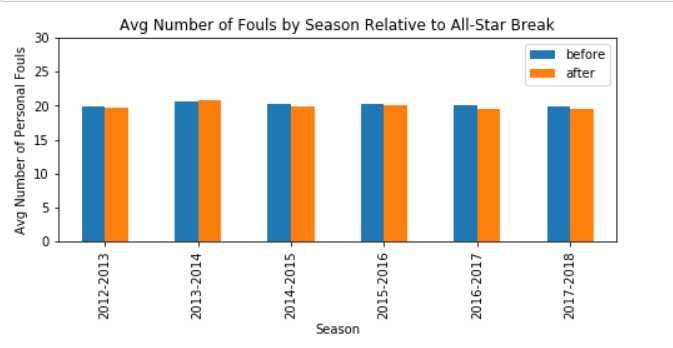 Avg Number of Fouls by Season Relative to All-Star Break
Avg Number of Personal Fouls
30
25
20
15
10
5
0
before
after
2012-2013
2013-2014
2014-2015
2015-2016
2016-2017
2017-2018
Season